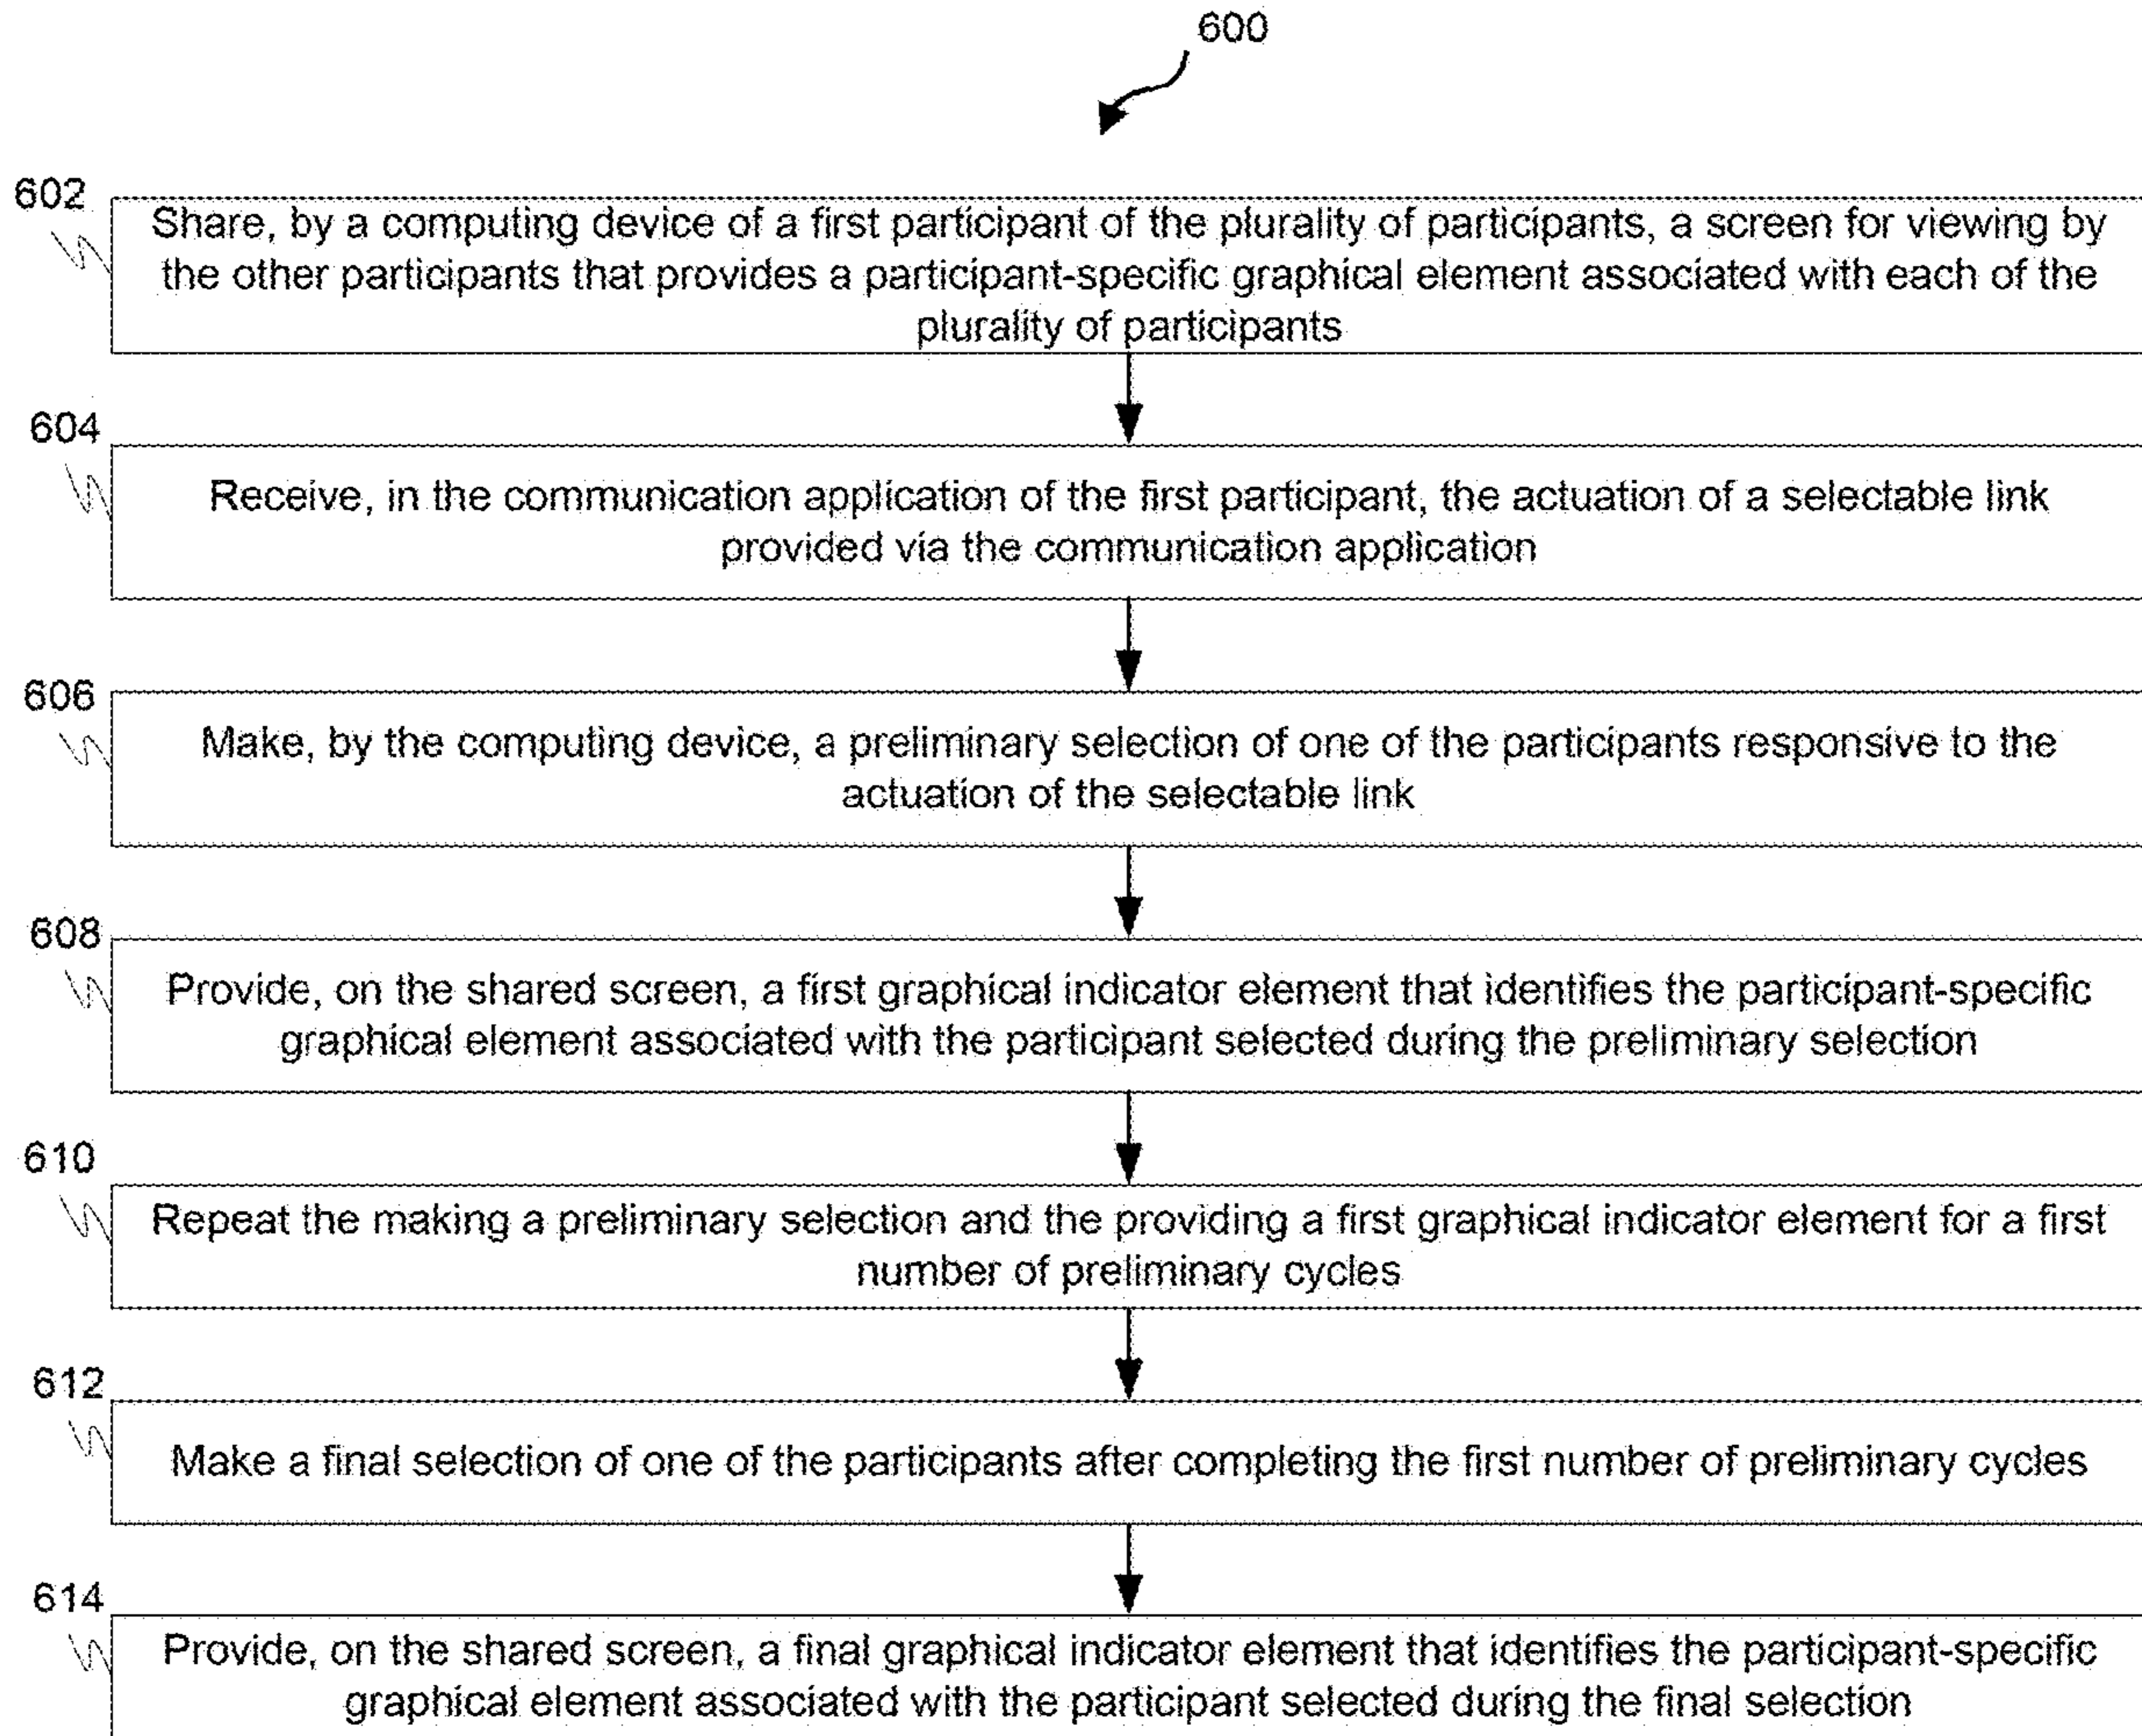 600
602
Share, by a computing device of a first participant of the plurality of participants, a screen for viewing by
the other participants that provides a participant-specific graphical element associated with each of the
plurality of participants
604
Receive, in the communication application of the first participant, the actuation of a selectable link
provided via the communication application
606
Make, by the computing device, a preliminary selection of one of the participants responsive to the
actuation of the selectable link
608
Provide, on the shared screen, a first graphical indicator element that identifies the participant-specific
graphical element associated with the participant selected during the preliminary selection
610
Repeat the making a preliminary selection and the providing a first graphical indicator element for a first
number of preliminary cycles
612
Make a final selection of one of the participants after completing the first number of preliminary cycles
614
Provide, on the shared screen, a final graphical indicator element that identifies the participant-specific
graphical element associated with the participant selected during the final selection